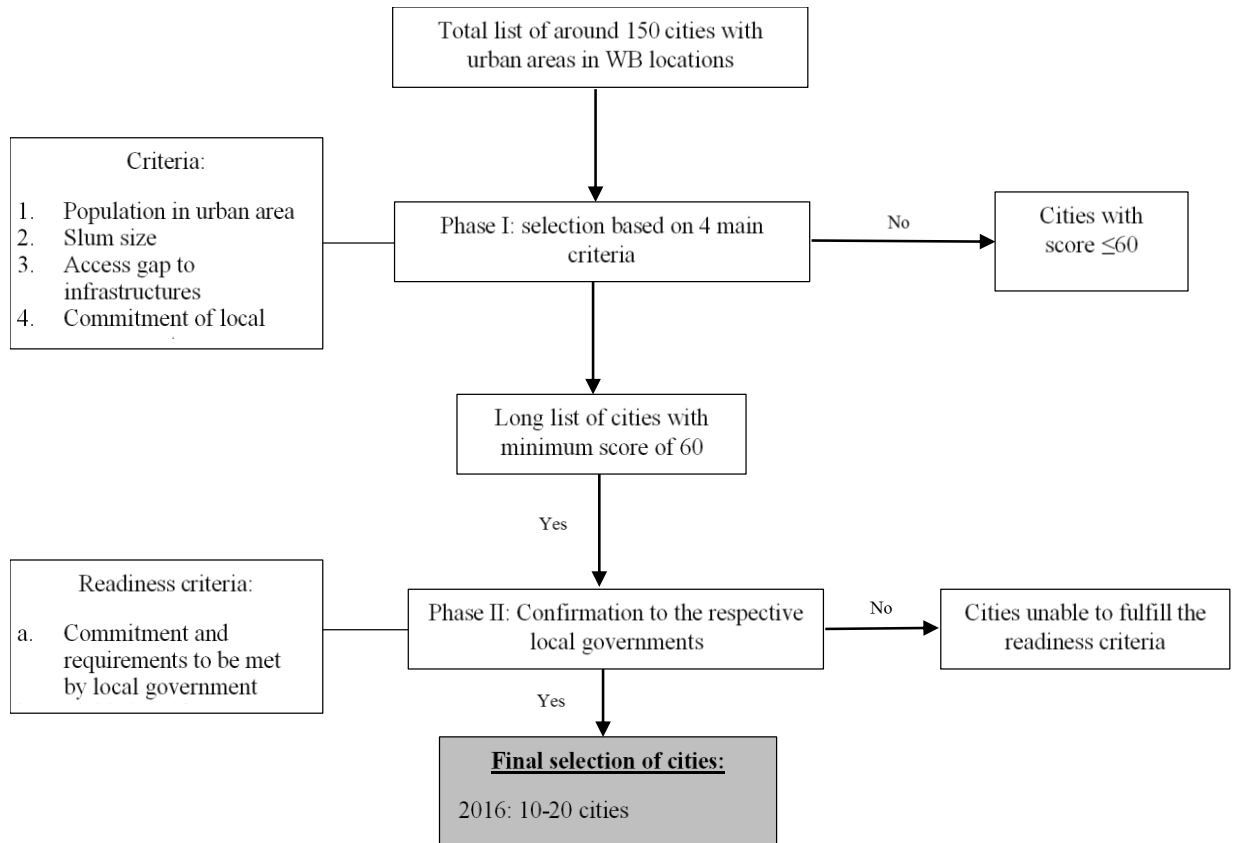 Total list of around 150 cities with
urban areas in WB locations
Criteria:
1. Population in urban area
2. Slum size
3. Access gap to
infrastructures
4. Commitment of local
Phase I: selection based on 4 main
criteria
No
Cities with
score ≤60
Long list of cities with
minimum score of 60
Yes
Readiness criteria:
a. Commitment and
requirements to be met
by local government
Phase II: Confirmation to the respective
local governments
No
Cities unable to fulfill the
readiness criteria
Yes
Final selection of cities:
2016: 10-20 cities